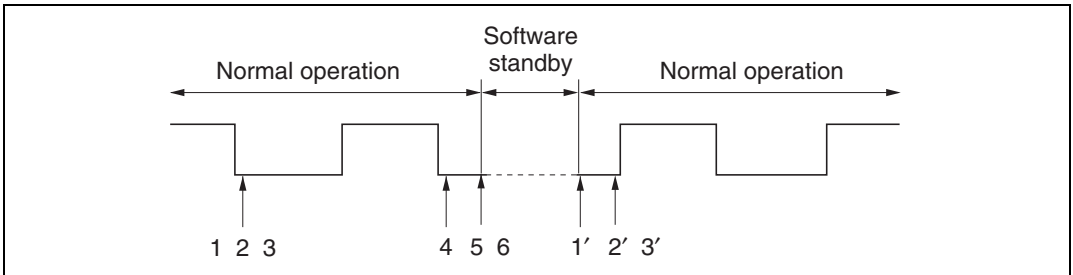 Software
standby
Normal operation
Normal operation
1 2 3
4 5 6
1′ 2′ 3′